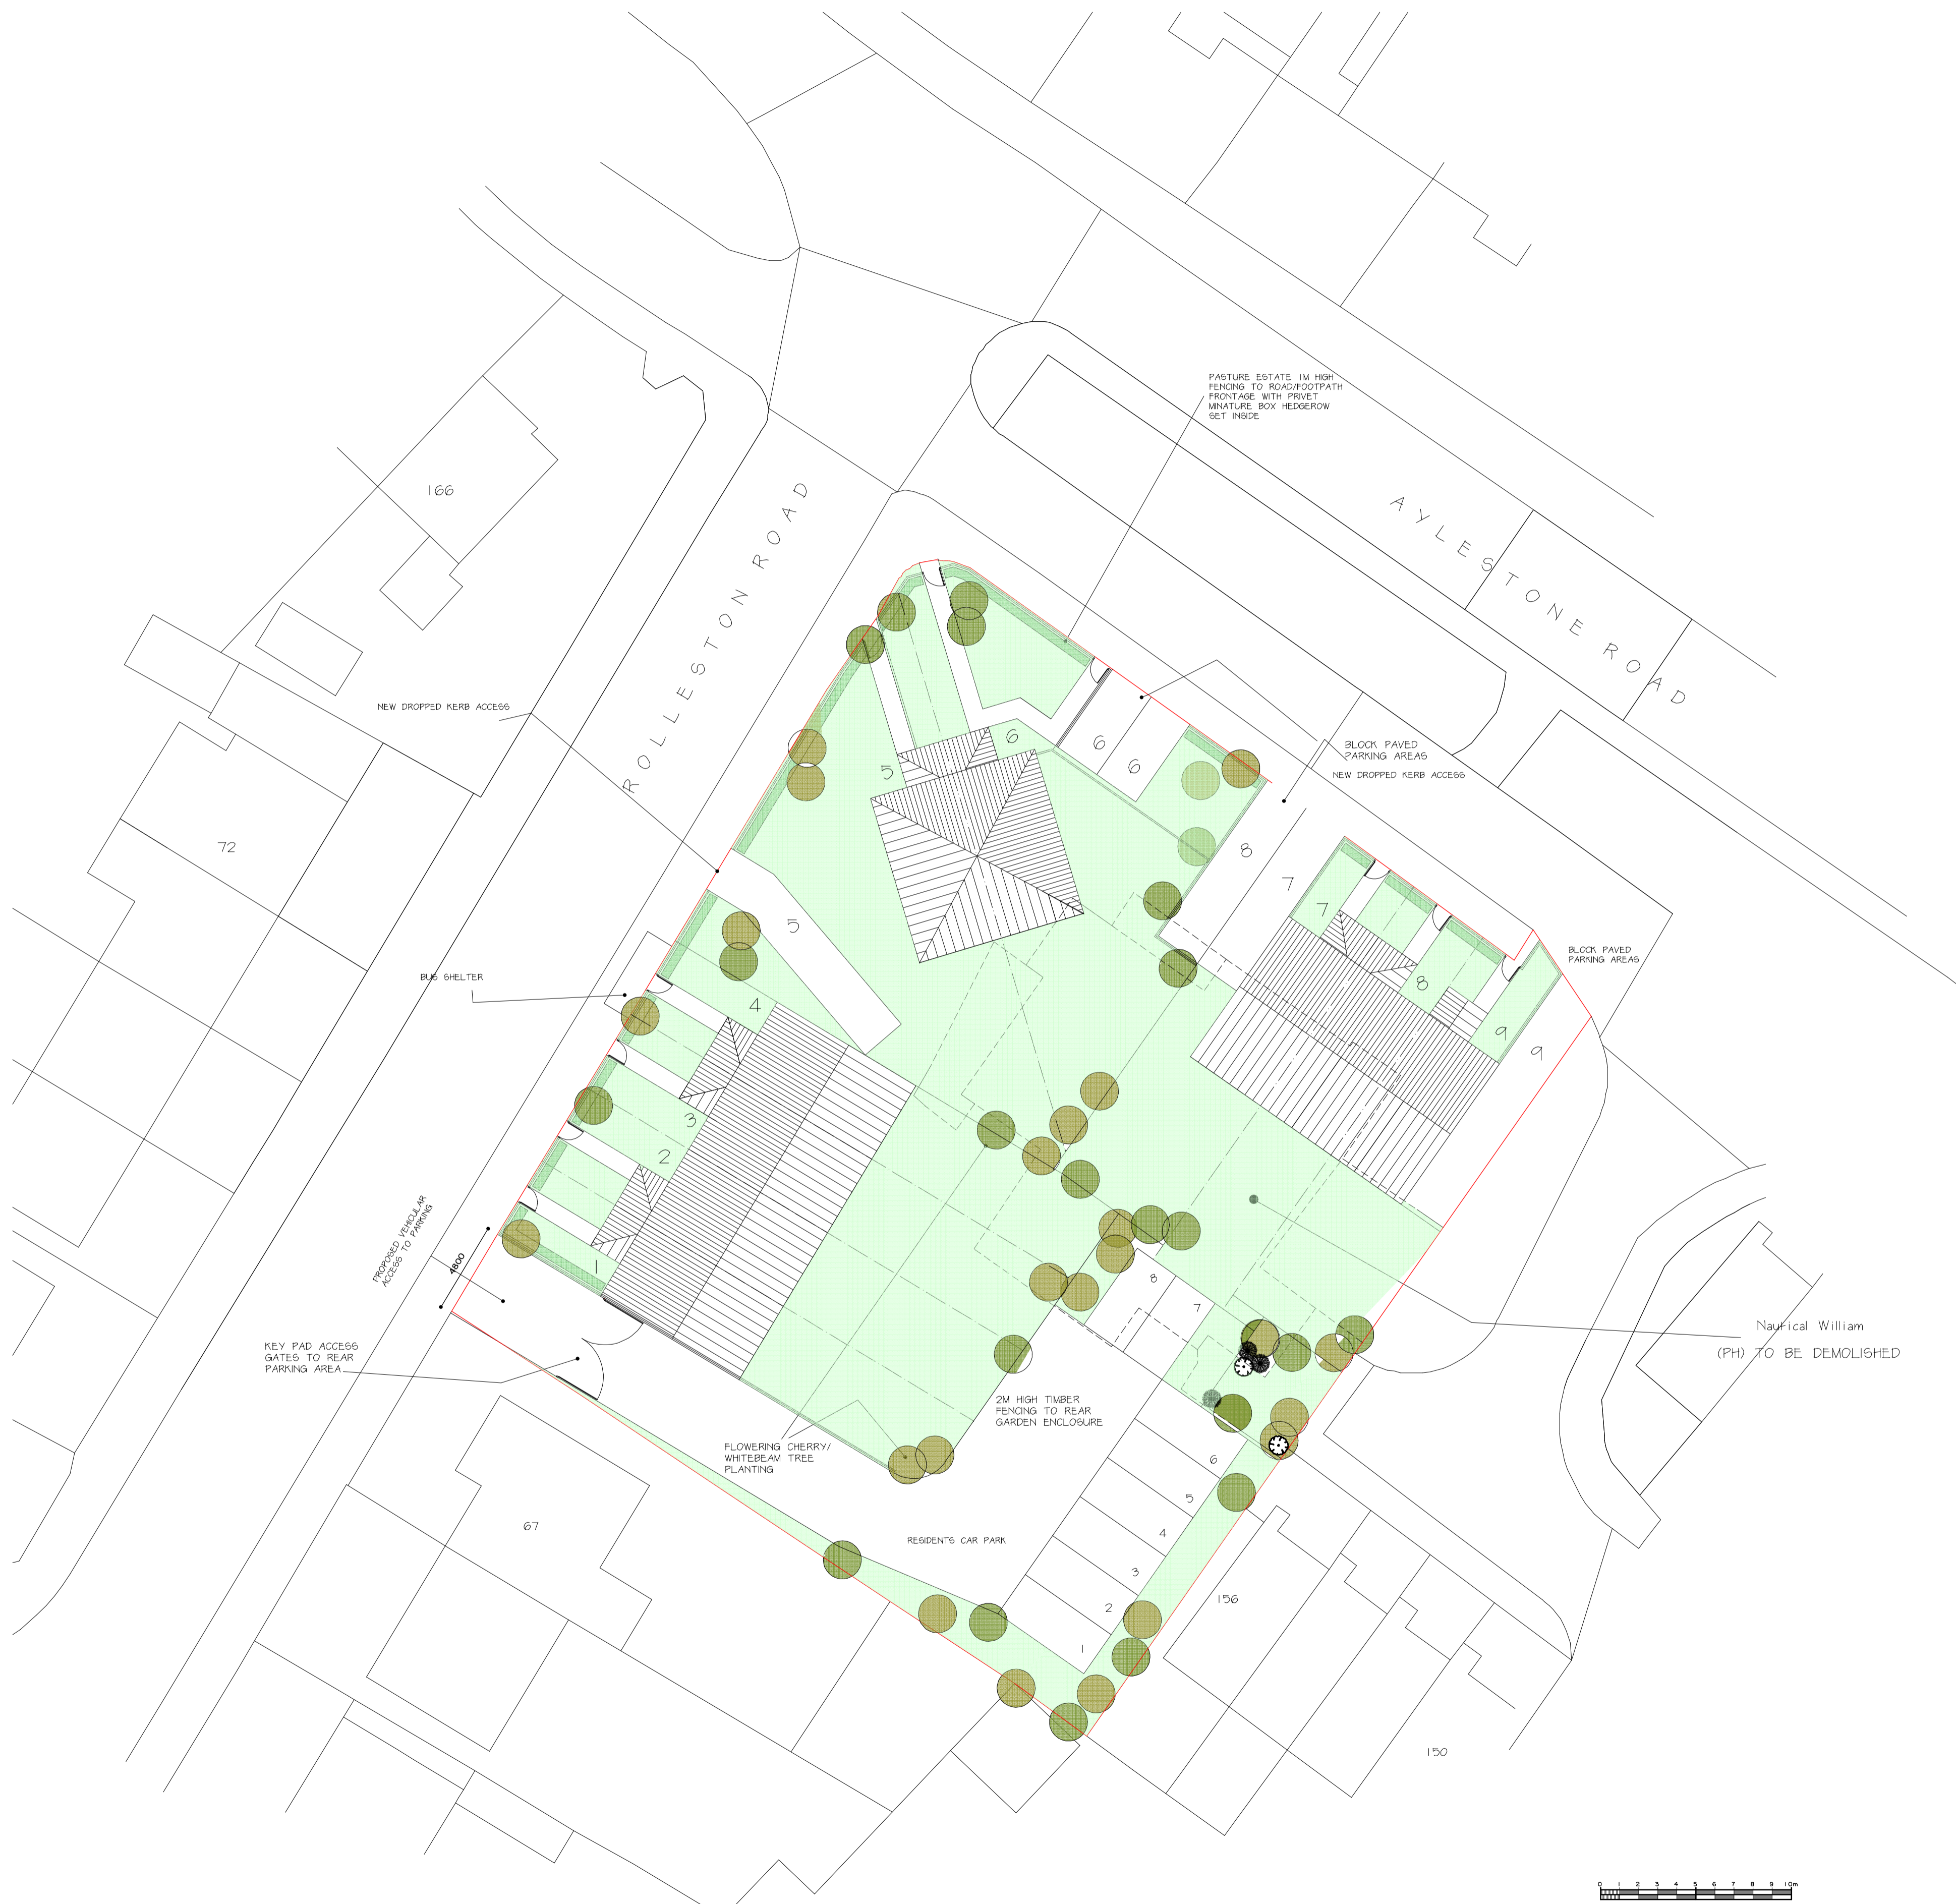 PASTURE ESTATE 1M HIGH
FENCING TO ROAD/FOOTPATH
FRONTAGE WITH PRIVET
MINATURE BOX HEDGEROW
SET INSIDE
166
AYLESTONE ROAD
ROLLESTON ROAD
NEW DROPPED KERB ACCESS
BLOCK PAVED
PARKING AREAS
NEW DROPPED KERB ACCESS
6
6
6
5
72
8
7
7
5
8
BLOCK PAVED
PARKING AREAS
BUS SHELTER
4
9
9
3
2
PROPOSED VEHICULAR
ACCESS TO PARKING
4800
1
8
7
Nautical William
(PH) TO BE DEMOLISHED
KEY PAD ACCESS
GATES TO REAR
PARKING AREA
2M HIGH TIMBER
FENCING TO REAR
GARDEN ENCLOSURE
FLOWERING CHERRY/
WHITEBEAM TREE
PLANTING
6
5
67
RESIDENTS CAR PARK
4
3
156
2
1
150
0 1 2 3 4 5 6 7 8 9 10m